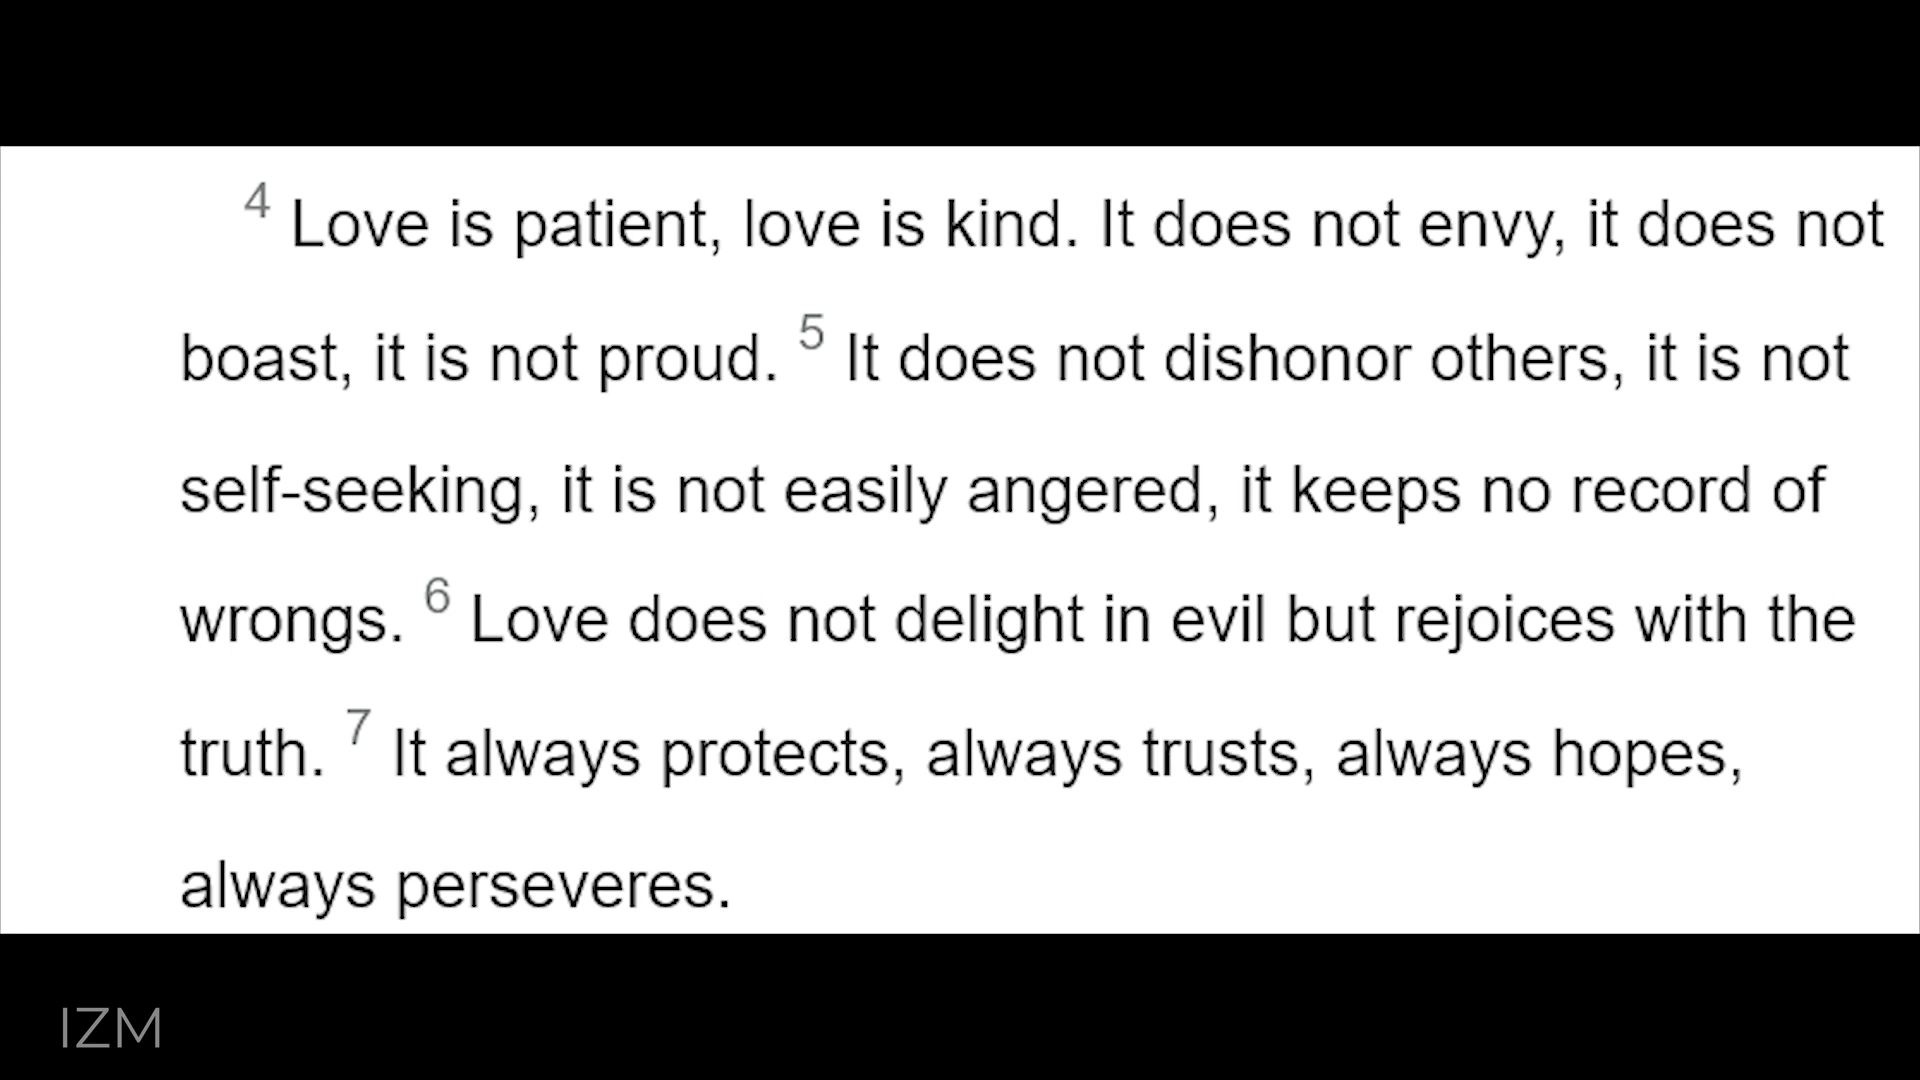 4 Love is patient, love is kind. It does not envy, it does not
boast, it is not proud. 5 It does not dishonor others, it is not
self-seeking, it is not easily angered, it keeps no record of
wrongs. 6 Love does not delight in evil but rejoices with the
truth. 7 It always protects, always trusts, always hopes,
always perseveres.
IZM